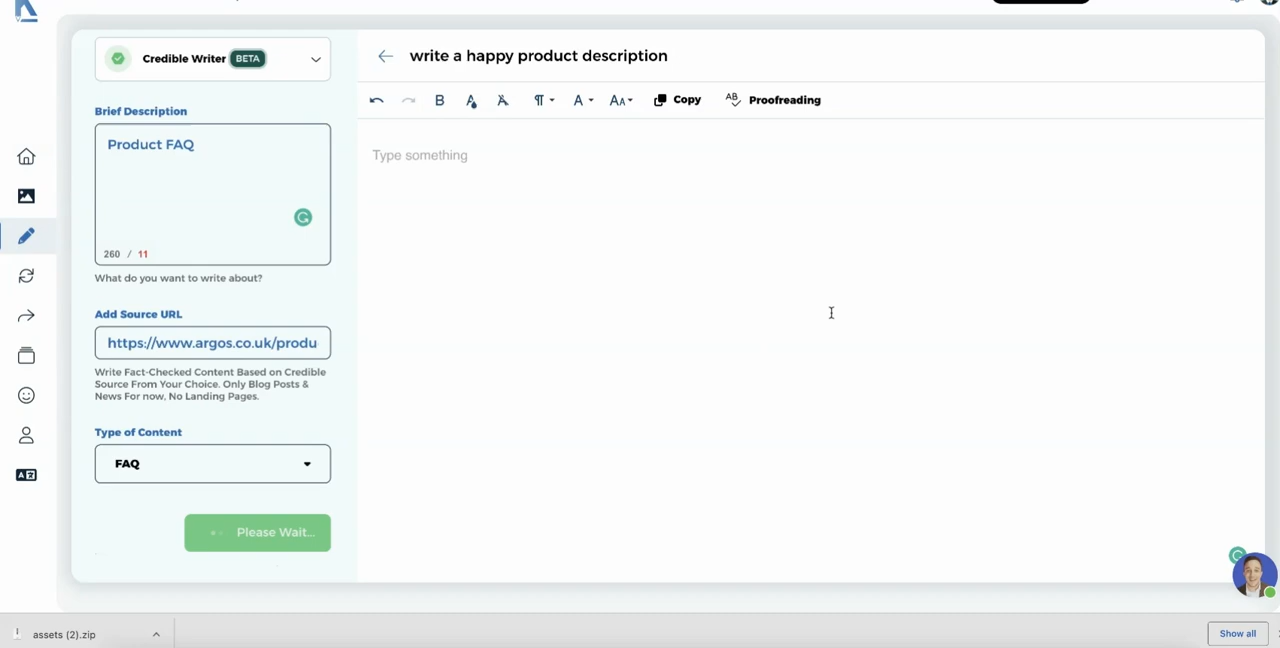 Credible Writer BETA
write a happy product description
B
¶ A AA Copy Proofreading
Brief Description
Product FAQ
Type something
260 / 11
What do you want to write about?
Add Source URL
https://www.argos.co.uk/produ
Write Fact-Checked Content Based on Credible
Source From Your Choice. Only Blog Posts &
News For now, No Landing Pages.
Type of Content
FAQ
Please Wait...
assets (2).zip
Show all